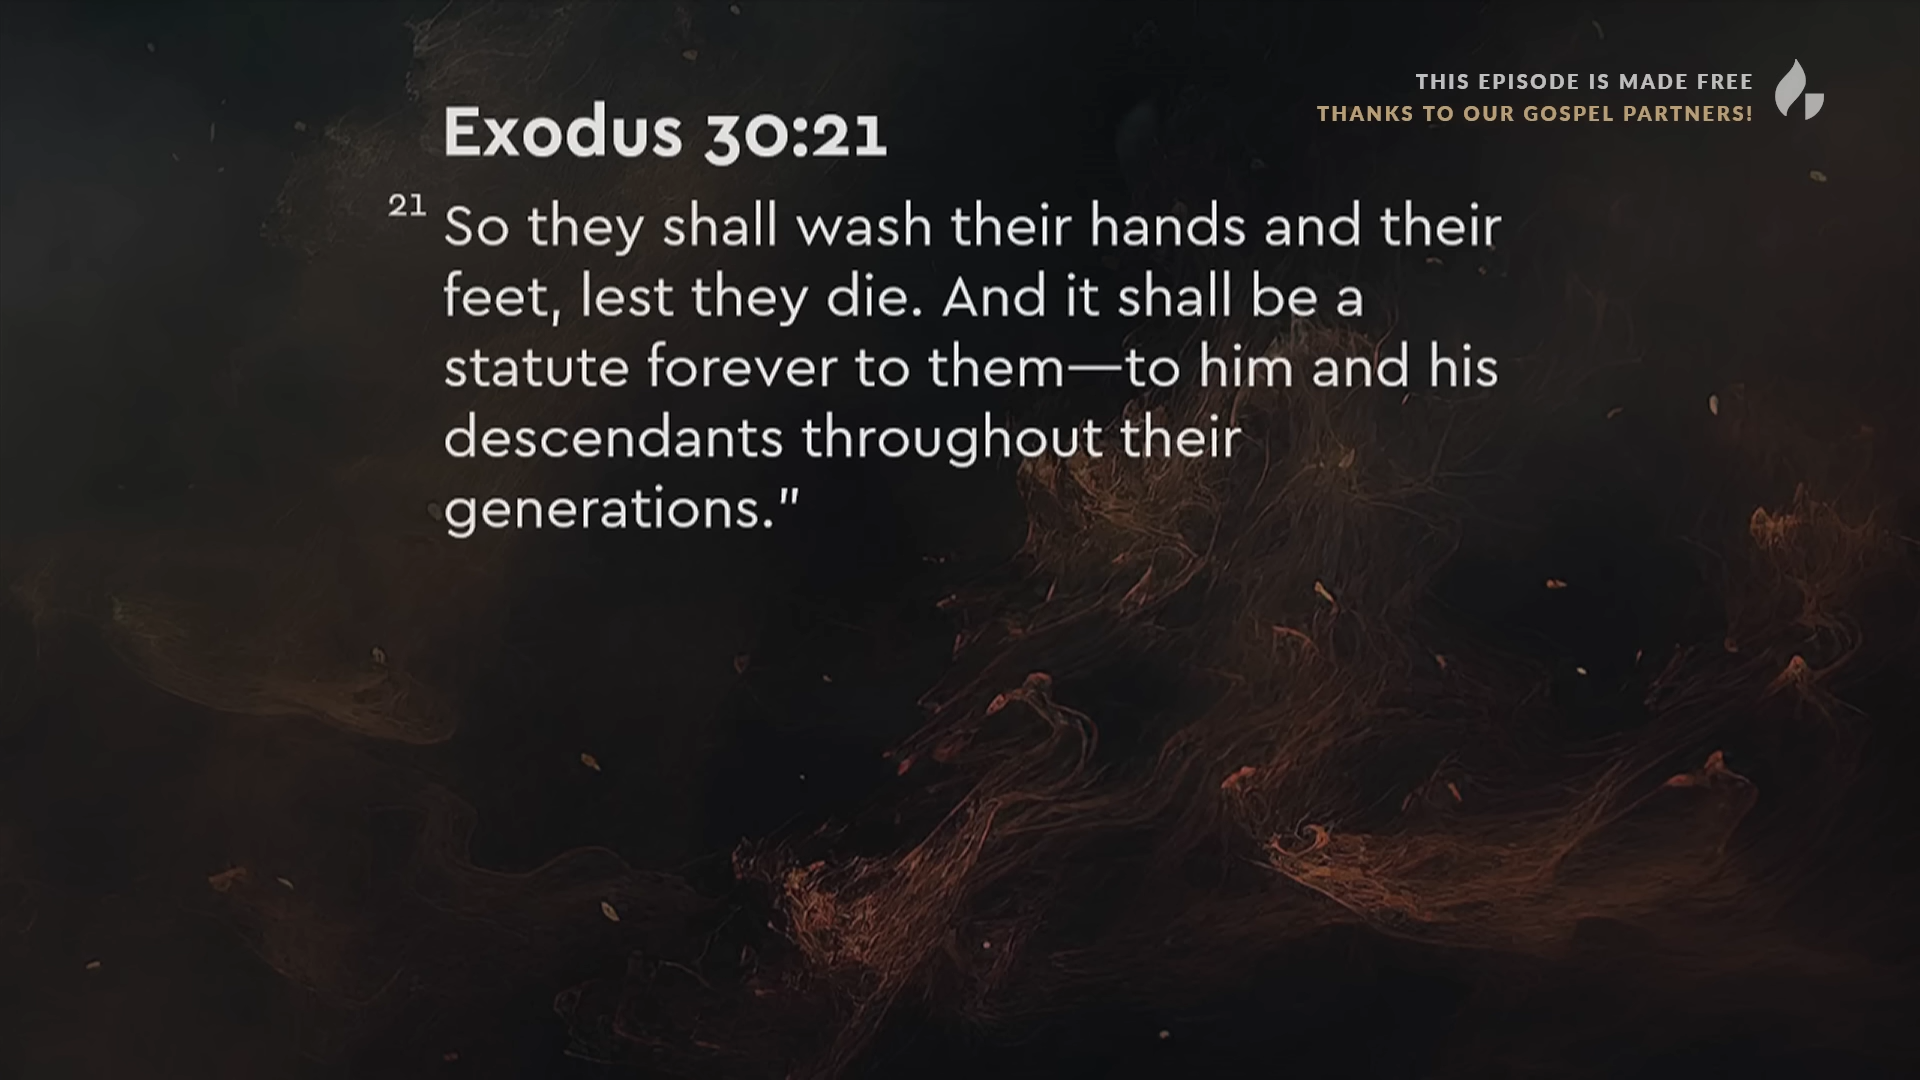 THIS EPISODE IS MADE FREE
THANKS TO OUR GOSPEL PARTNERS!
Exodus 30:21
21 So they shall wash their hands and their
feet, lest they die. And it shall be a
statute forever to them—to him and his
descendants throughout their
generations."